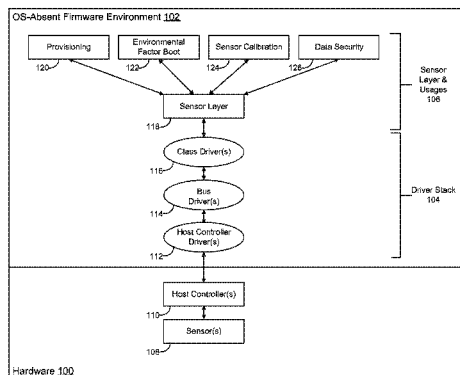 OS-Absent Firmware Environment 102
Provisioning
Environmental
Factor Boot
Sensor Calibration
Data Security
120
122
124
126
Sensor
Layer &
Usages
106
Sensor Layer
118
Class Driver(s)
116
Bus
Driver(s)
114
Driver Stack
104
Host Controller
Driver(s)
112
Host Controller(s)
110
Sensor(s)
108
Hardware 100